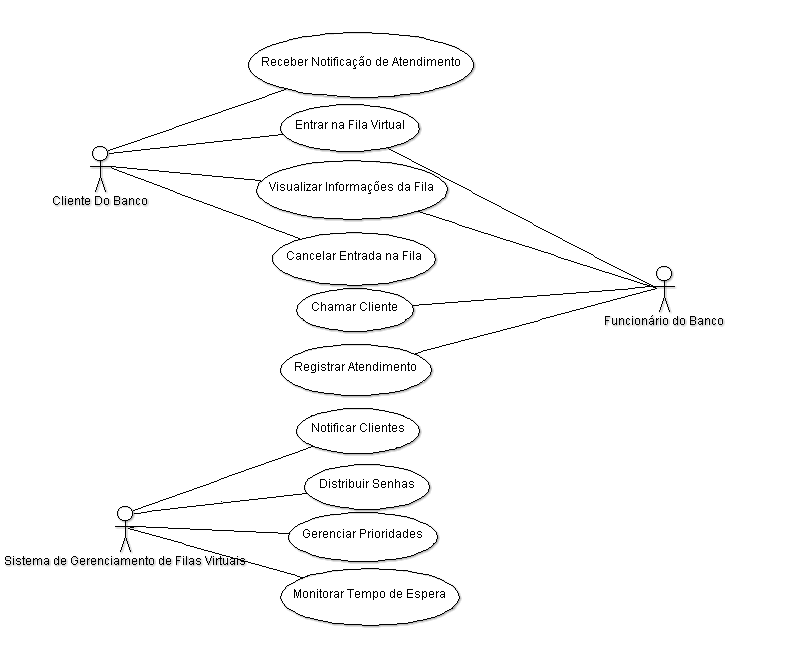 Receber Notificação de Atendimento
Entrar na Fila Virtual
Visualizar Informações da Fila
Cliente Do Banco
Cancelar Entrada na Fila
Chamar Cliente
Funcionário do Banco
Registrar Atendimento
Notificar Clientes
Distribuir Senhas
Gerenciar Prioridades
Sistema de Gerenciamento de Filas Virtuais
Monitorar Tempo de Espera